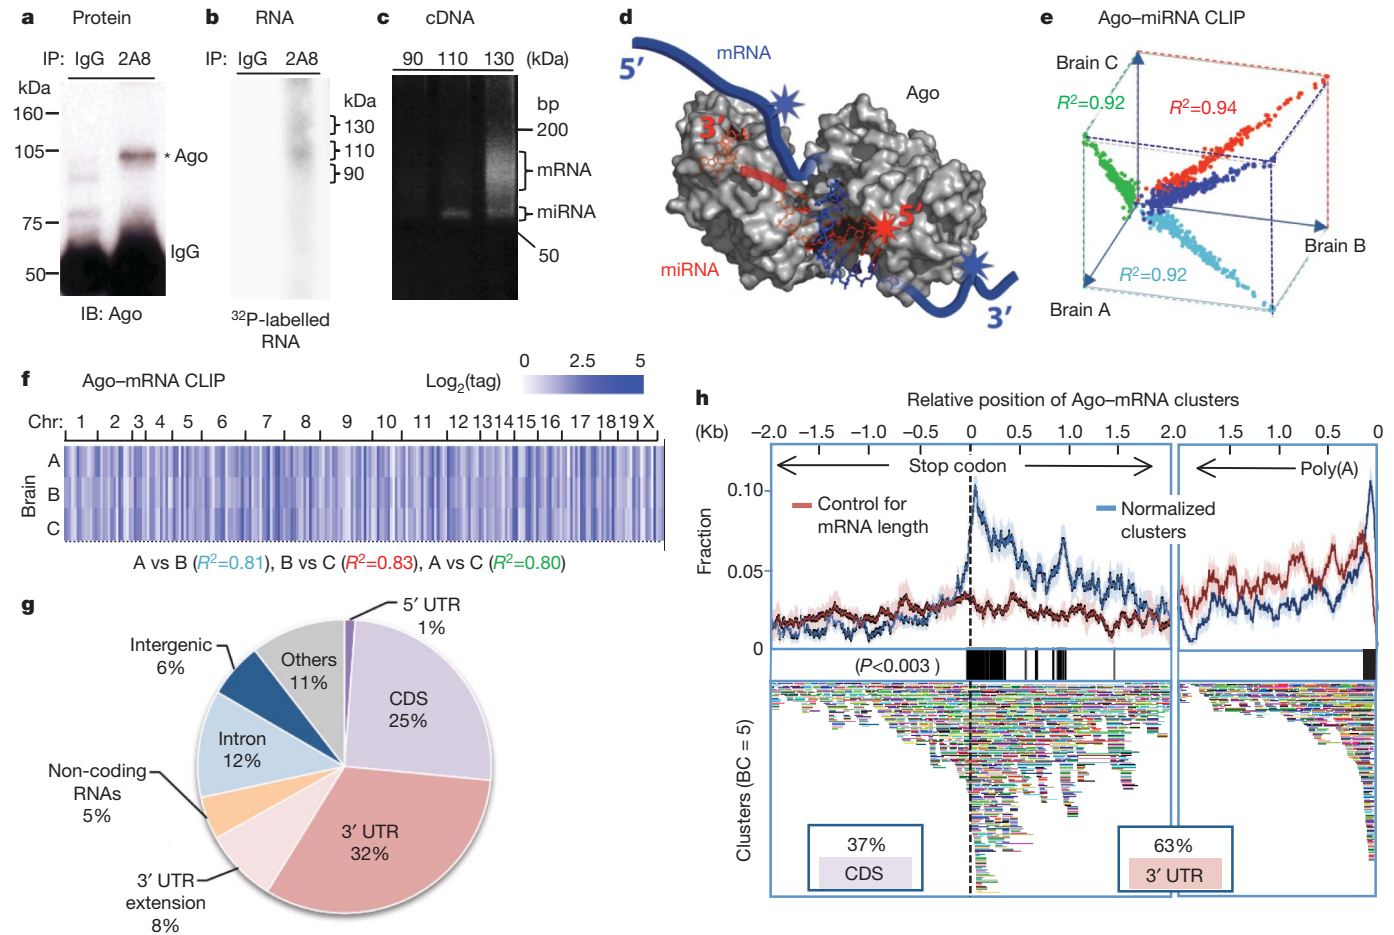 a Protein
IP: IgG 2A8
kDa
160
105
75
50
* Ago
IgG
IB: Ago
b RNA
IP: IgG 2A8
kDa
130
110
90
32P-labelled
RNA
c cDNA
90 110 130 (kDa)
bp
200
mRNA
miRNA
50
d
mRNA
5′
Ago
3′
5′
miRNA
3′
e Ago–miRNA CLIP
Brain C
R²=0.92
R²=0.94
Brain B
R²=0.92
Brain A
f Ago–mRNA CLIP
Log₂(tag)
0 2.5 5
Chr: 1 2 3 4 5 6 7 8 9 10 11 12 13 14 15 16 17 18 19 X
Brain
A
B
C
A vs B (R²=0.81), B vs C (R²=0.83), A vs C (R²=0.80)
g
5′ UTR
1%
Intergenic
6%
Others
11%
CDS
25%
Intron
12%
Non-coding
RNAs
5%
3′ UTR
32%
3′ UTR
extension
8%
h Relative position of Ago–mRNA clusters
(Kb) –2.0 –1.5 –1.0 –0.5 0 0.5 1.0 1.5 2.0 2.0 1.5 1.0 0.5 0
Stop codon
Poly(A)
Fraction
0.10
0.05
0
Control for
mRNA length
Normalized
clusters
(P<0.003 )
Clusters (BC = 5)
37%
CDS
63%
3′ UTR